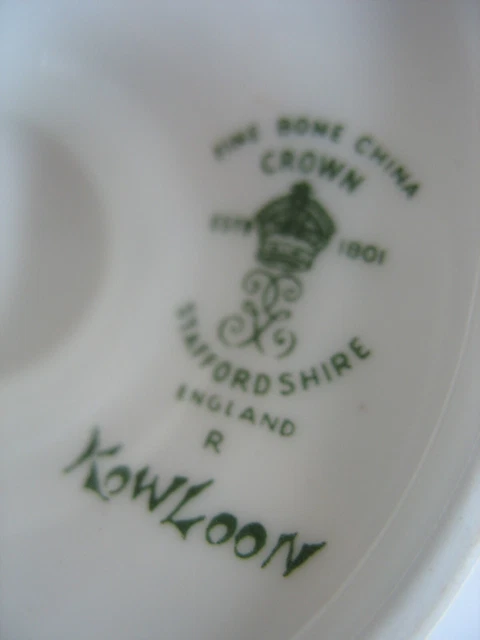 FINE BONE CHINA
CROWN
ESTD 1801
STAFFORDSHIRE
ENGLAND
R
KOWLOON